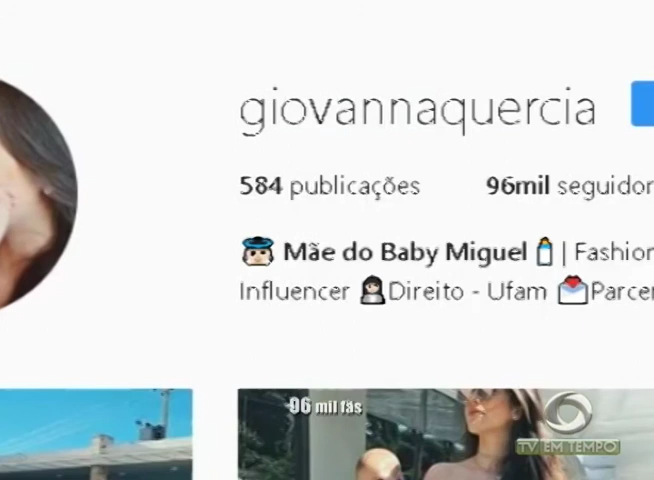 giovannaquercia
584 publicações 96mil seguidor
Mãe do Baby Miguel | Fashion
Influencer Direito - Ufam Parcer
96 mil fãs
TV EM TEMPO